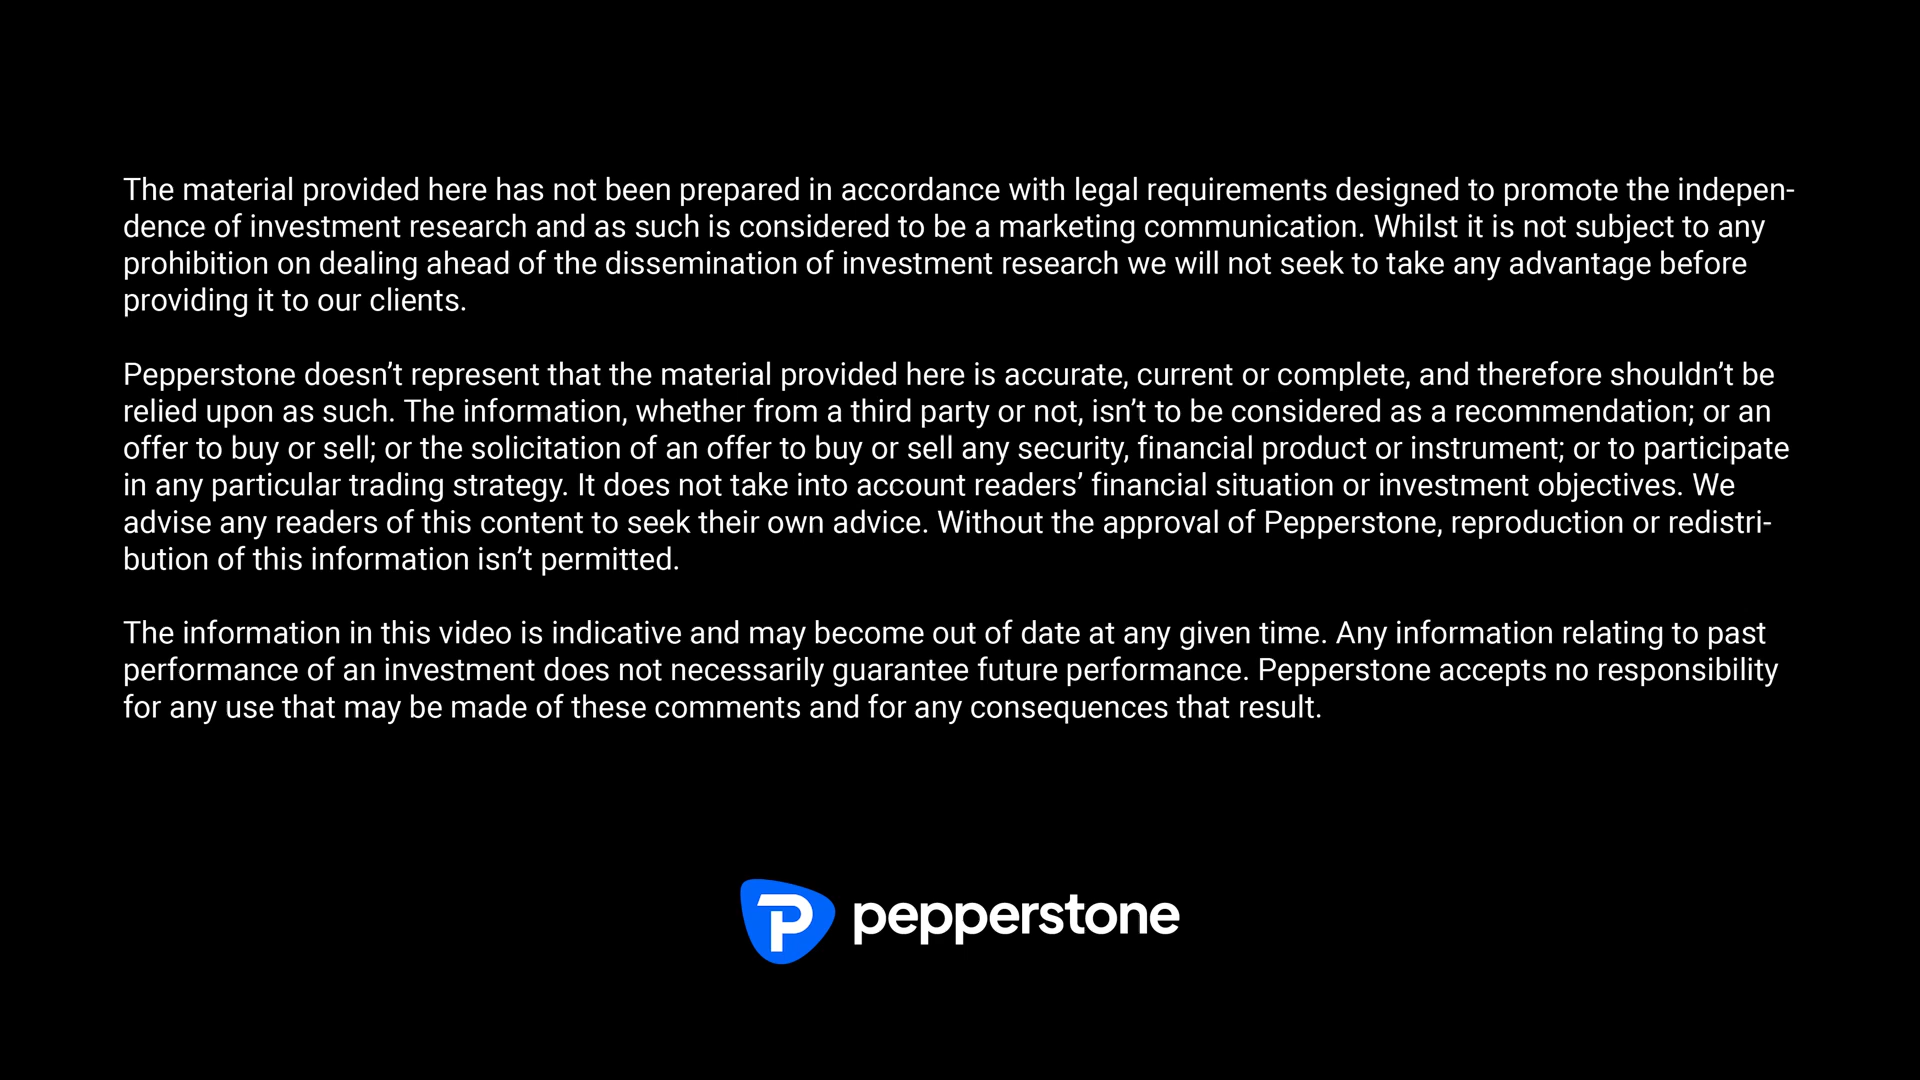 The material provided here has not been prepared in accordance with legal requirements designed to promote the indepen-
dence of investment research and as such is considered to be a marketing communication. Whilst it is not subject to any
prohibition on dealing ahead of the dissemination of investment research we will not seek to take any advantage before
providing it to our clients.
Pepperstone doesn’t represent that the material provided here is accurate, current or complete, and therefore shouldn’t be
relied upon as such. The information, whether from a third party or not, isn’t to be considered as a recommendation; or an
offer to buy or sell; or the solicitation of an offer to buy or sell any security, financial product or instrument; or to participate
in any particular trading strategy. It does not take into account readers’ financial situation or investment objectives. We
advise any readers of this content to seek their own advice. Without the approval of Pepperstone, reproduction or redistri-
bution of this information isn’t permitted.
The information in this video is indicative and may become out of date at any given time. Any information relating to past
performance of an investment does not necessarily guarantee future performance. Pepperstone accepts no responsibility
for any use that may be made of these comments and for any consequences that result.
pepperstone